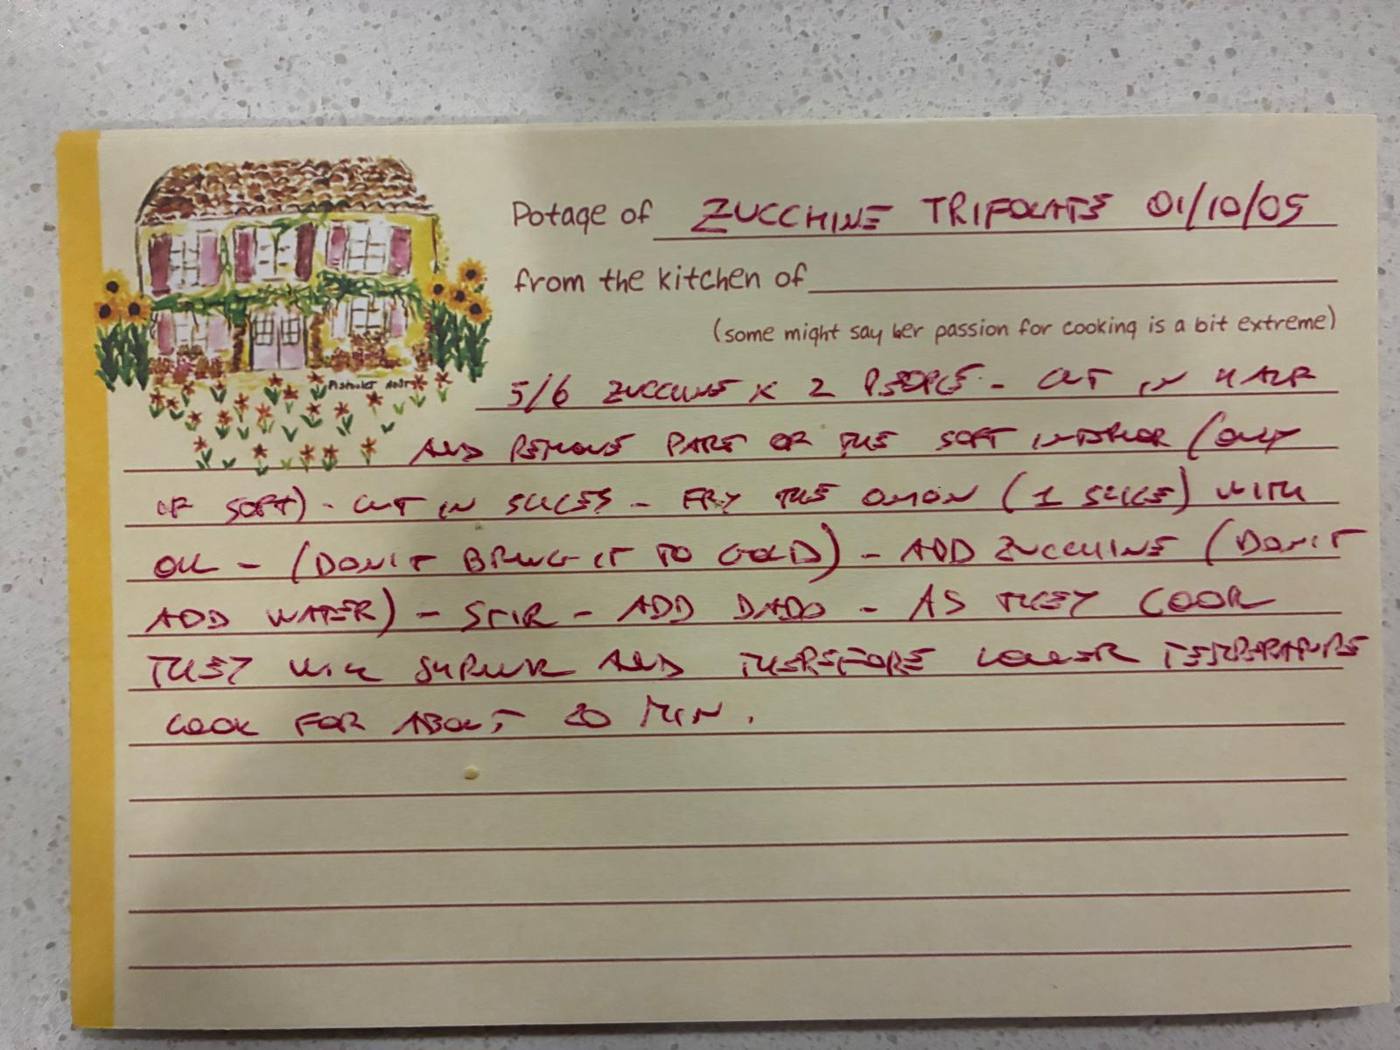 Potage of ZUCCHINE TRIFOLATE 01/10/05
from the kitchen of
(some might say her passion for cooking is a bit extreme)
5/6 ZUCCHINE X 2 PEOPLE - CUT IN HALF
AND REMOVE PART OF THE SOFT INTERIOR (ONLY
IF SOFT) - CUT IN SLICES - FRY THE ONION (1 SLICE) WITH
OIL - (DON'T BRING IT TO GOLD) - ADD ZUCCHINE (DON'T
ADD WATER) - STIR - ADD DADO - AS THEY COOK
THEY WILL SHRINK AND THEREFORE LOWER TEMPERATURE
COOK FOR ABOUT 20 MIN.